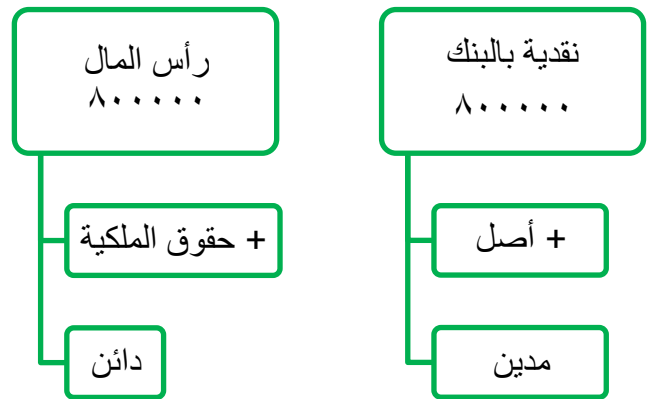 نقدية بالبنك
٨٠٠٠٠٠
+ أصل
مدين
رأس المال
٨٠٠٠٠٠
+ حقوق الملكية
دائن